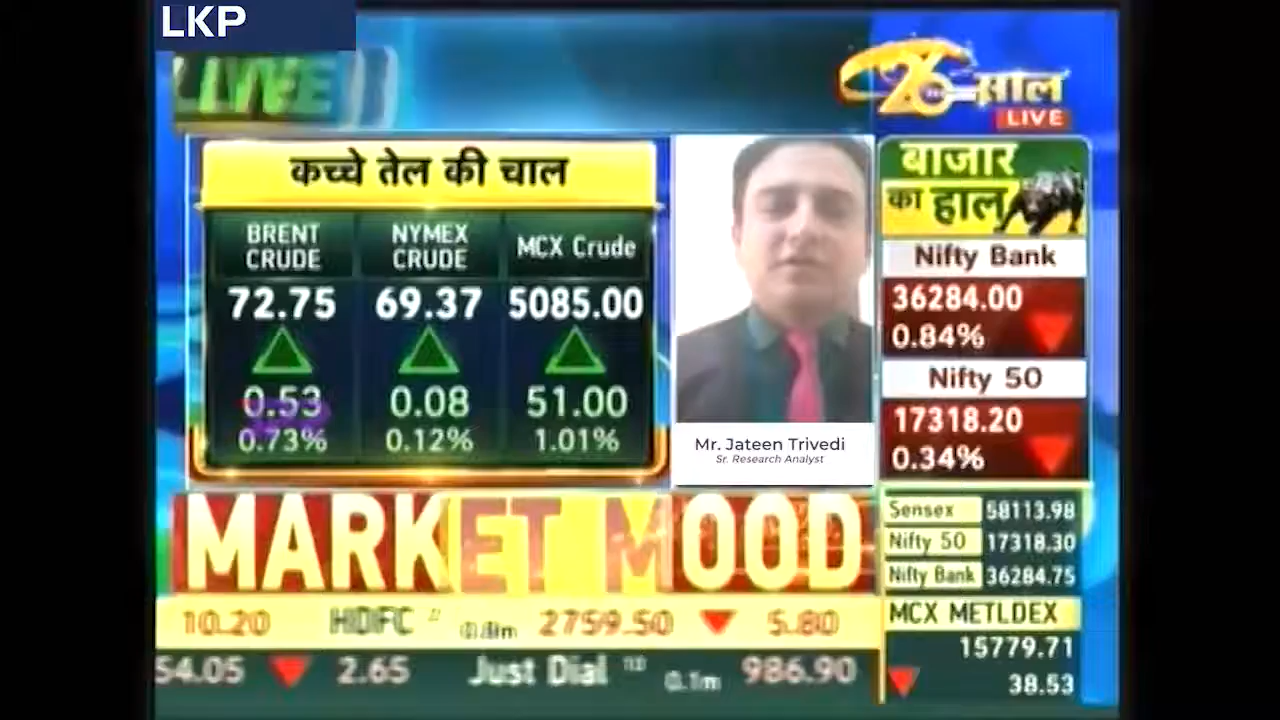 LKP
LIVE
26 साल
LIVE
कच्चे तेल की चाल
BRENT CRUDE
NYMEX CRUDE
MCX Crude
72.75
69.37
5085.00
0.53
0.08
51.00
0.73%
0.12%
1.01%
Mr. Jateen Trivedi
Sr. Research Analyst
बाजार
का हाल
Nifty Bank
36284.00
0.84%
Nifty 50
17318.20
0.34%
MARKET MOOD
Sensex 58113.98
Nifty 50 17318.30
Nifty Bank 36284.75
MCX METLDEX
15779.71
38.53
10.20 HDFC 2759.50 5.80
54.05 2.65 Just Dial 0.1m 986.90